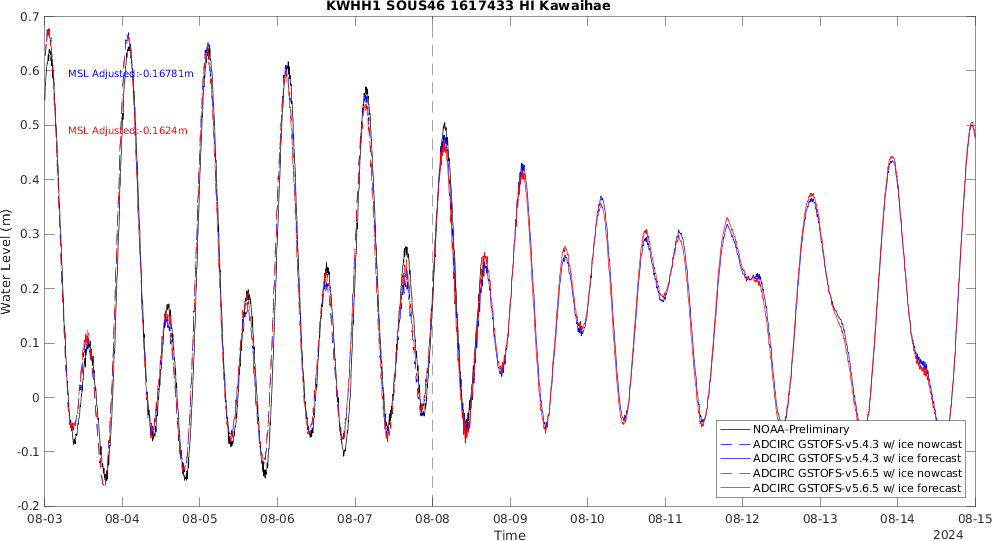 KWHH1 SOUS46 1617433 HI Kawaihae
0.7
0.6
0.5
0.4
0.3
0.2
0.1
0
-0.1
-0.2
Water Level (m)
MSL Adjusted:-0.16781m
MSL Adjusted:-0.1624m
NOAA-Preliminary
ADCIRC GSTOFS-v5.4.3 w/ ice nowcast
ADCIRC GSTOFS-v5.4.3 w/ ice forecast
ADCIRC GSTOFS-v5.6.5 w/ ice nowcast
ADCIRC GSTOFS-v5.6.5 w/ ice forecast
08-03 08-04 08-05 08-06 08-07 08-08 08-09 08-10 08-11 08-12 08-13 08-14 08-15
Time
2024